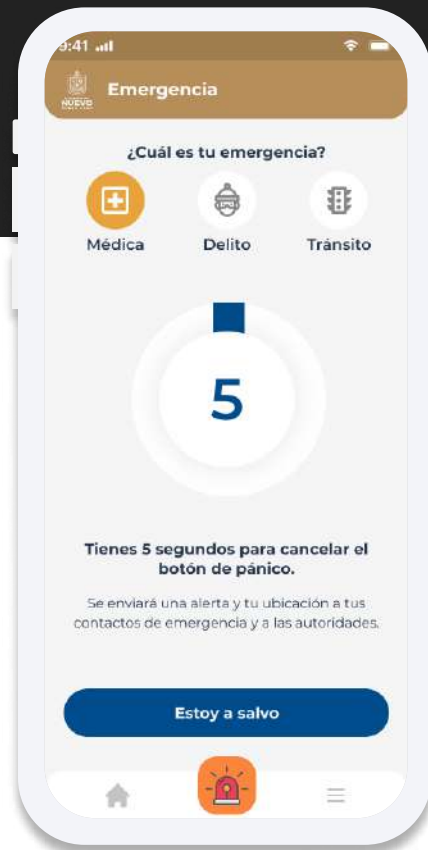 9:41
NUEVO
Emergencia
¿Cuál es tu emergencia?
Médica Delito Tránsito
5
Tienes 5 segundos para cancelar el
botón de pánico.
Se enviará una alerta y tu ubicación a tus
contactos de emergencia y a las autoridades.
Estoy a salvo